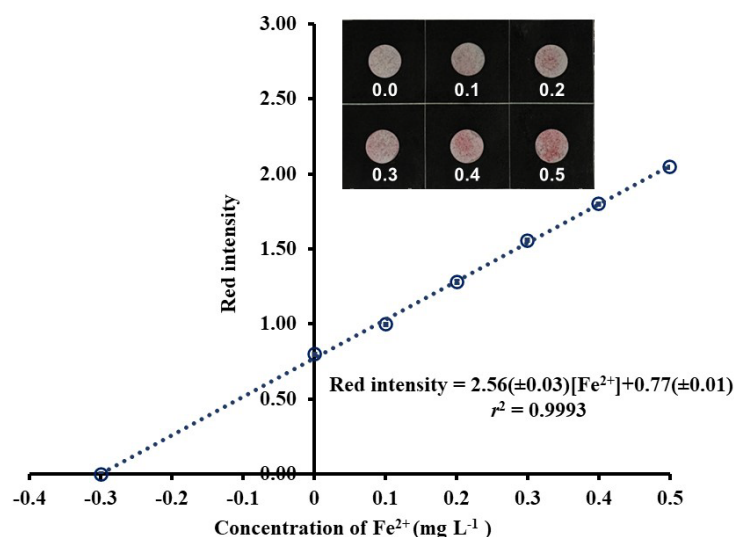 3.00
2.50
2.00
1.50
1.00
0.50
0.00
Red intensity
0.0 0.1 0.2
0.3 0.4 0.5
Red intensity = 2.56(±0.03)[Fe²⁺]+0.77(±0.01)
r² = 0.9993
-0.4 -0.3 -0.2 -0.1 0 0.1 0.2 0.3 0.4 0.5
Concentration of Fe²⁺ (mg L⁻¹ )